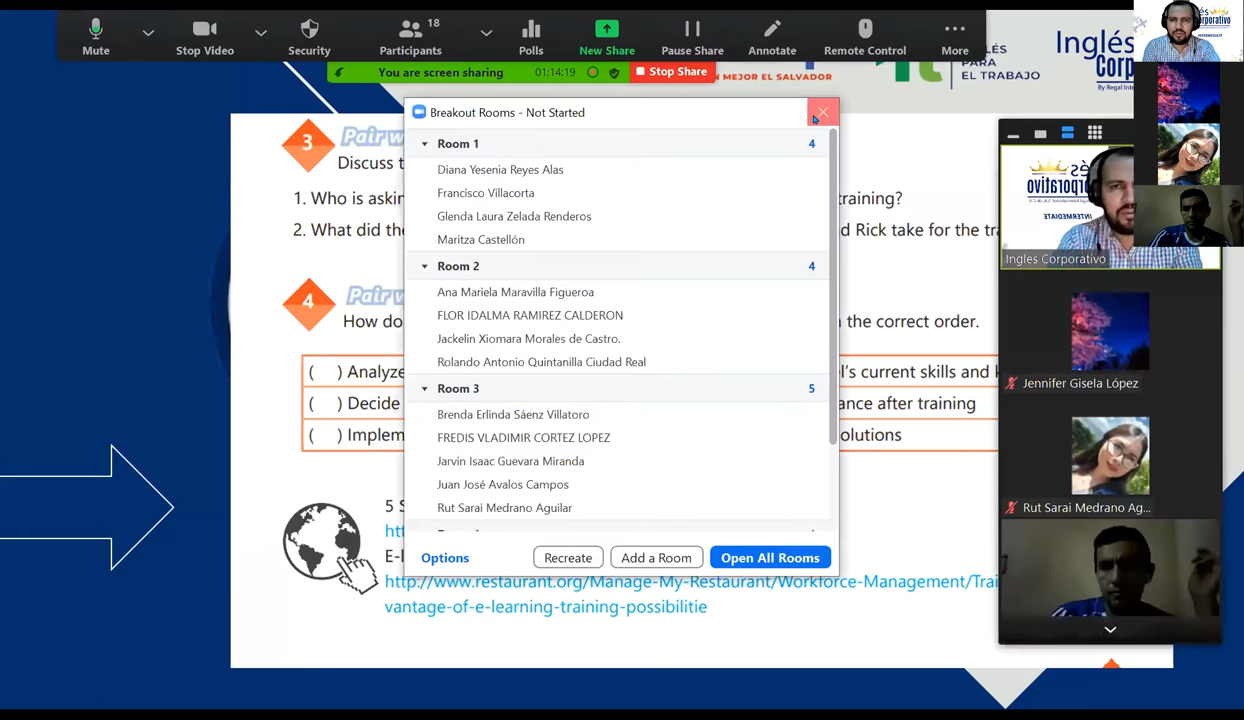 Mute
Stop Video
Security
Participants
18
Polls
New Share
Pause Share
Annotate
Remote Control
More
You are screen sharing
01:14:19
Stop Share
N MEJOR EL SALVADOR
PARA
EL TRABAJO
Inglés
Corp
By Regal Inte
Breakout Rooms - Not Started
Room 1
4
Diana Yesenia Reyes Alas
Francisco Villacorta
Glenda Laura Zelada Renderos
Maritza Castellón
Room 2
4
Ana Mariela Maravilla Figueroa
FLOR IDALMA RAMIREZ CALDERON
Jackelin Xiomara Morales de Castro.
Rolando Antonio Quintanilla Ciudad Real
Room 3
5
Brenda Erlinda Sáenz Villatoro
FREDIS VLADIMIR CORTEZ LOPEZ
Jarvin Isaac Guevara Miranda
Juan José Avalos Campos
Rut Sarai Medrano Aguilar
Options
Recreate
Add a Room
Open All Rooms
3
Pair w
Discuss t
1. Who is askin
raining?
2. What did the
d Rick take for the tra
4
Pair w
How do
n the correct order.
( ) Analyze
el's current skills and k
( ) Decide
ance after training
( ) Implem
olutions
5 S
htt
E-l
http://www.restaurant.org/Manage-My-Restaurant/Workforce-Management/Trai
vantage-of-e-learning-training-possibilitie
INTERMEDIATE
Ingles Corporativo
Jennifer Gisela López
Rut Sarai Medrano Ag...